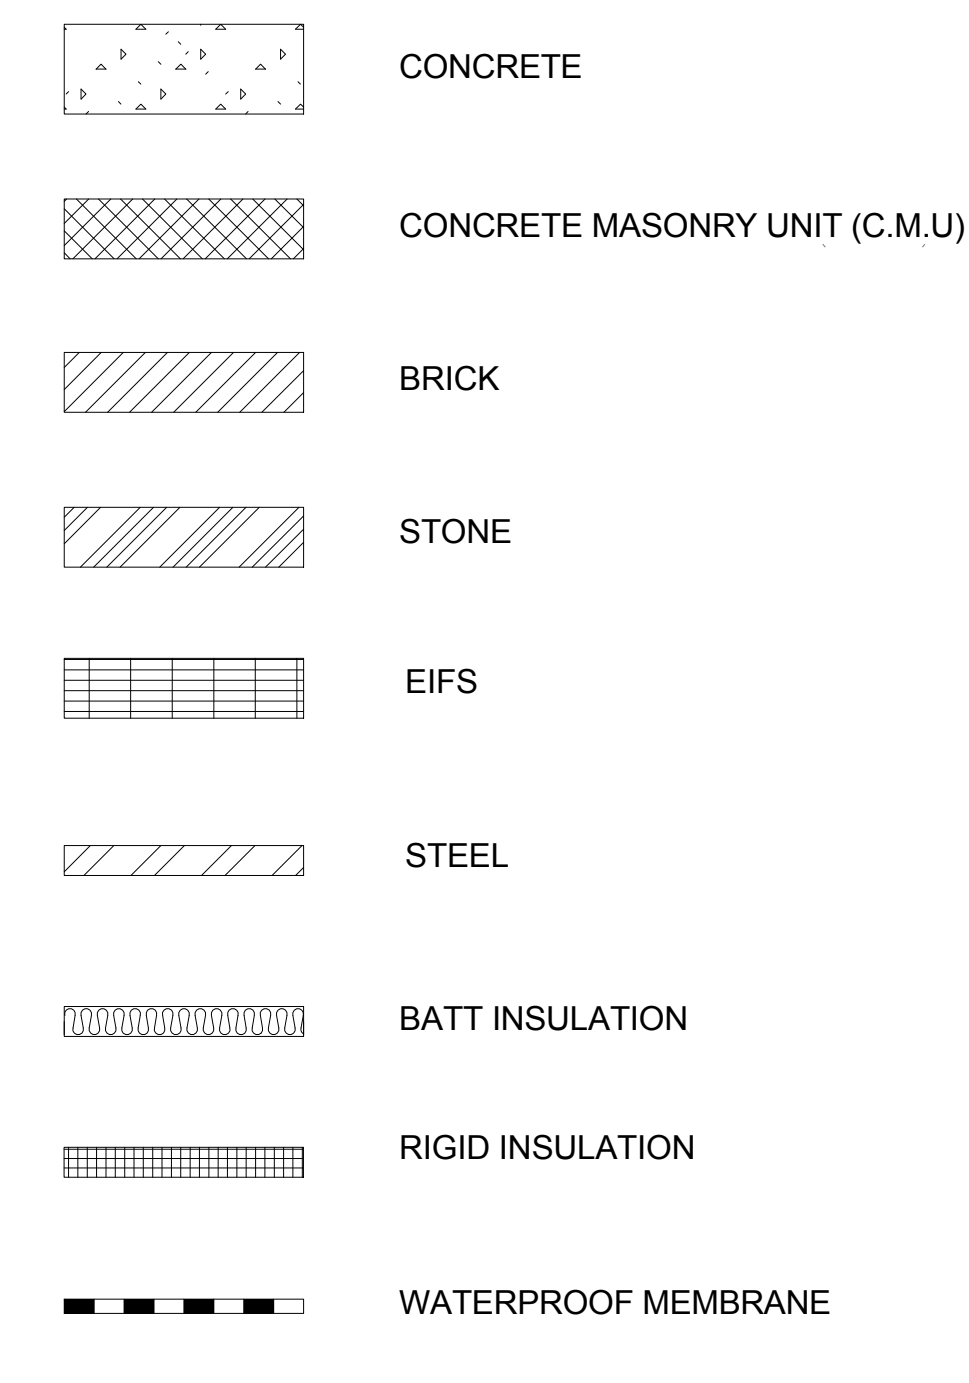 CONCRETE
CONCRETE MASONRY UNIT (C.M.U)
BRICK
STONE
EIFS
STEEL
BATT INSULATION
RIGID INSULATION
WATERPROOF MEMBRANE